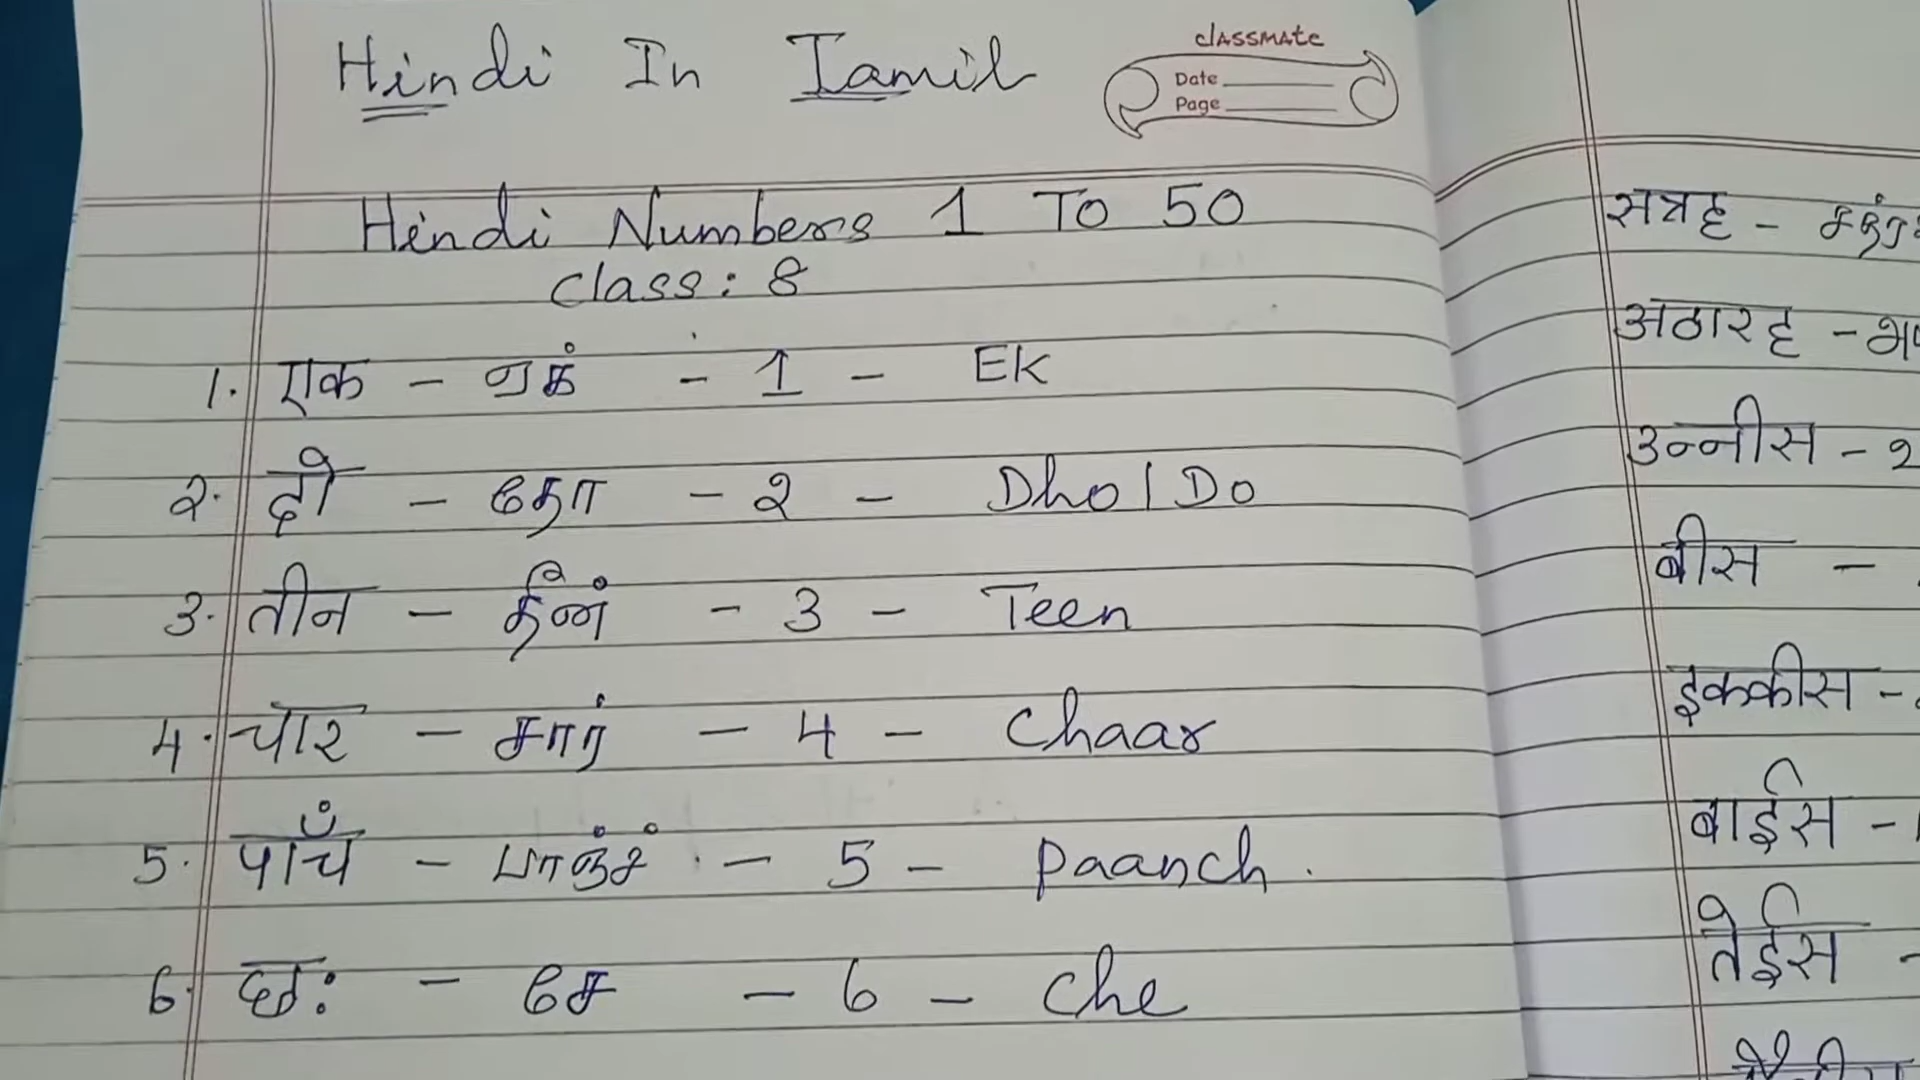 Hindi In Tamil
classmate
Date
Page
Hindi Numbers 1 To 50
Class: 8
1. एक - ஏக் - 1 - Ek
2. दो - தோ - 2 - Dho/Do
3. तीन - தீன் - 3 - Teen
4. चार - சார் - 4 - Chaar
5. पाँच - பாஞ்ச் - 5 - Paanch.
6. छः - சே - 6 - Che
सत्रह -
अठारह -
उन्नीस -
बीस -
इक्कीस -
बाईस -
तेईस -